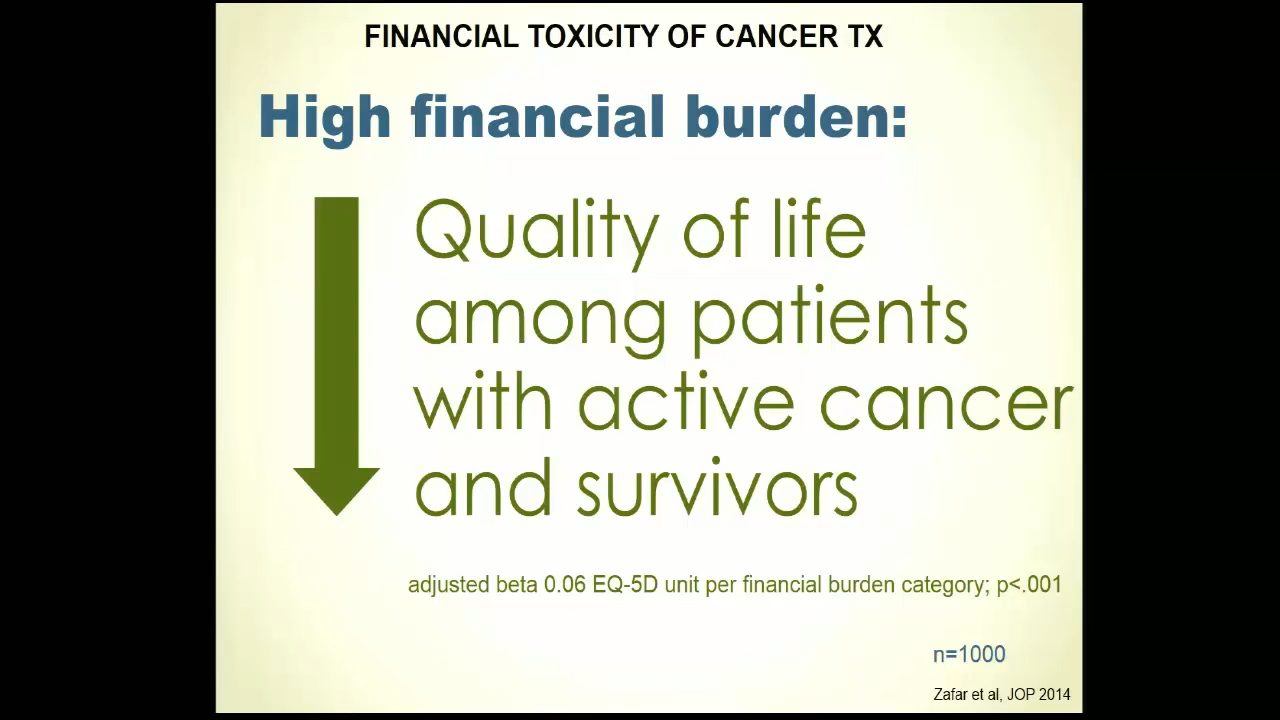 FINANCIAL TOXICITY OF CANCER TX
High financial burden:
Quality of life
among patients
with active cancer
and survivors
adjusted beta 0.06 EQ-5D unit per financial burden category; p<.001
n=1000
Zafar et al, JOP 2014